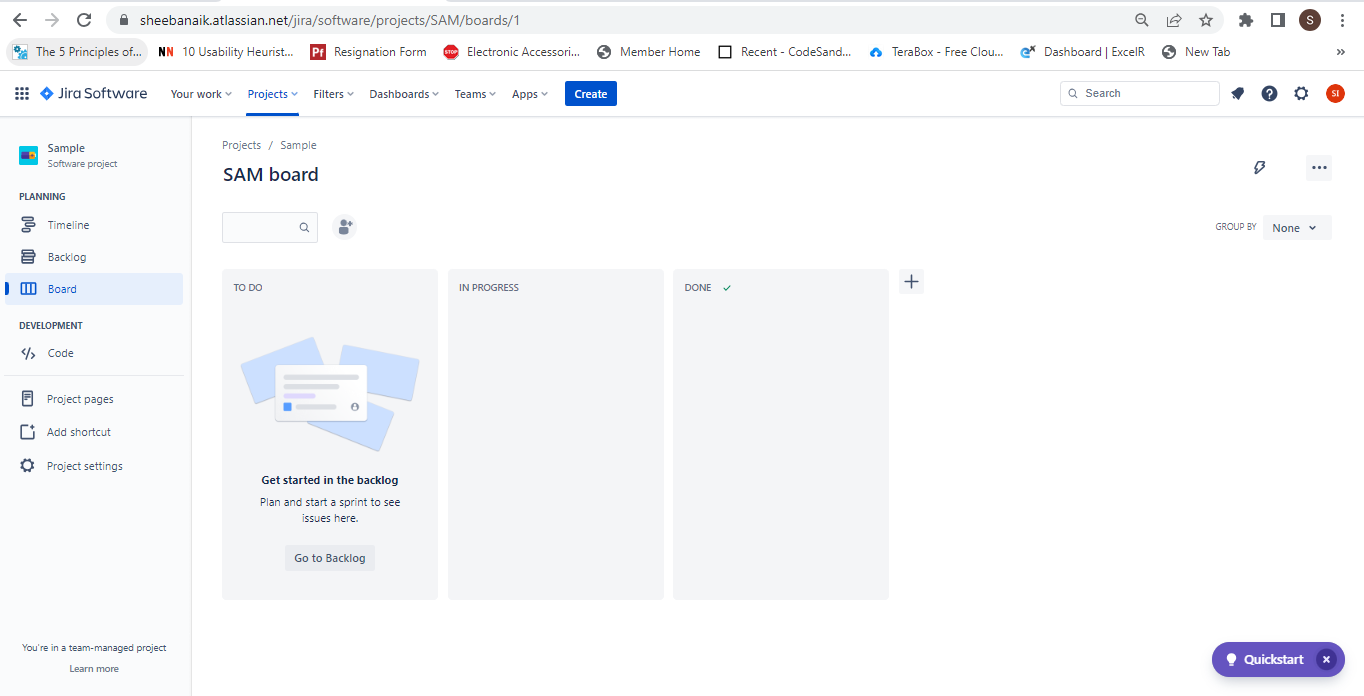 sheebanaik.atlassian.net/jira/software/projects/SAM/boards/1
S
The 5 Principles of...
NN 10 Usability Heurist...
Pf Resignation Form
STOP Electronic Accessori...
Member Home
Recent - CodeSand...
TeraBox - Free Clou...
Dashboard | ExcelR
New Tab
»
Jira Software
Your work
Projects
Filters
Dashboards
Teams
Apps
Create
Search
SI
Sample
Software project
PLANNING
Timeline
Backlog
Board
DEVELOPMENT
Code
Project pages
Add shortcut
Project settings
You're in a team-managed project
Learn more
Projects / Sample
SAM board
GROUP BY None
TO DO
IN PROGRESS
DONE
Get started in the backlog
Plan and start a sprint to see
issues here.
Go to Backlog
Quickstart